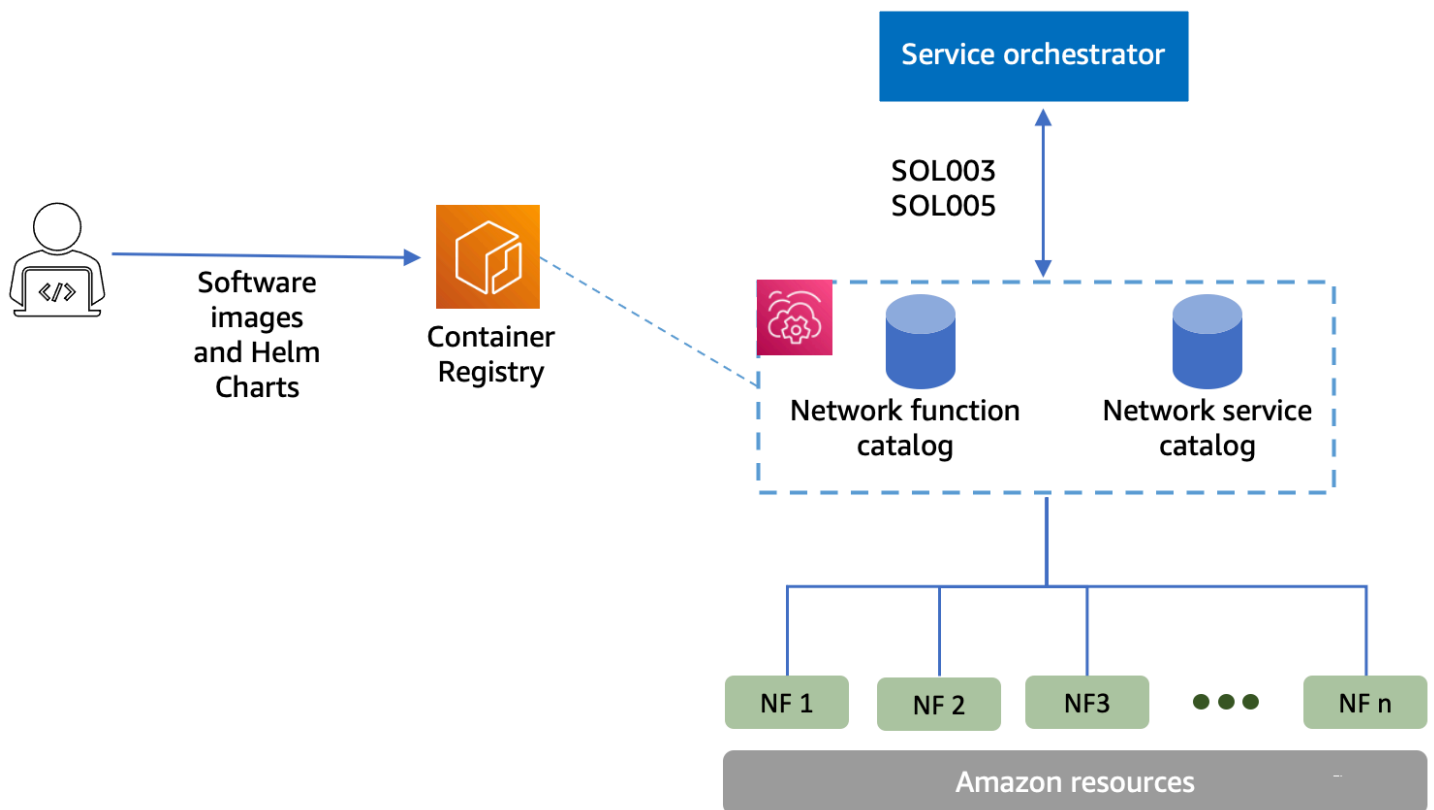 Service orchestrator
SOL003
SOL005
</>
Software
images
and Helm
Charts
Container
Registry
Network function
catalog
Network service
catalog
NF 1
NF 2
NF3
NF n
Amazon resources